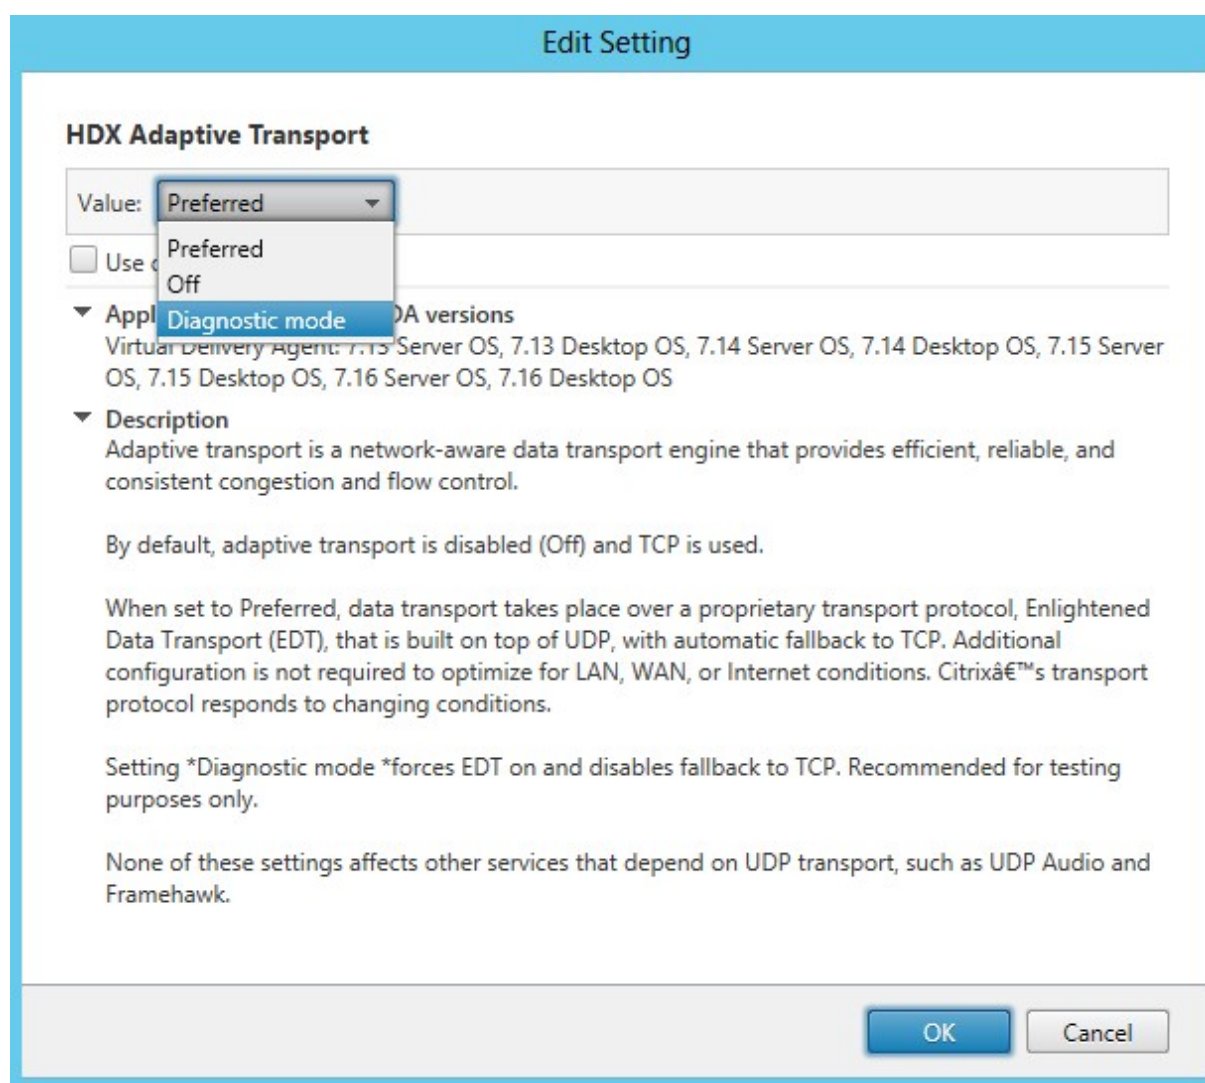 Edit Setting
HDX Adaptive Transport
Value: Preferred
Preferred
Use
Off
Diagnostic mode
versions
Virtual Delivery Agent: 7.13 Server OS, 7.13 Desktop OS, 7.14 Server OS, 7.14 Desktop OS, 7.15 Server
OS, 7.15 Desktop OS, 7.16 Server OS, 7.16 Desktop OS
Description
Adaptive transport is a network-aware data transport engine that provides efficient, reliable, and
consistent congestion and flow control.
By default, adaptive transport is disabled (Off) and TCP is used.
When set to Preferred, data transport takes place over a proprietary transport protocol, Enlightened
Data Transport (EDT), that is built on top of UDP, with automatic fallback to TCP. Additional
configuration is not required to optimize for LAN, WAN, or Internet conditions. Citrixâ€™s transport
protocol responds to changing conditions.
Setting *Diagnostic mode *forces EDT on and disables fallback to TCP. Recommended for testing
purposes only.
None of these settings affects other services that depend on UDP transport, such as UDP Audio and
Framehawk.
OK Cancel